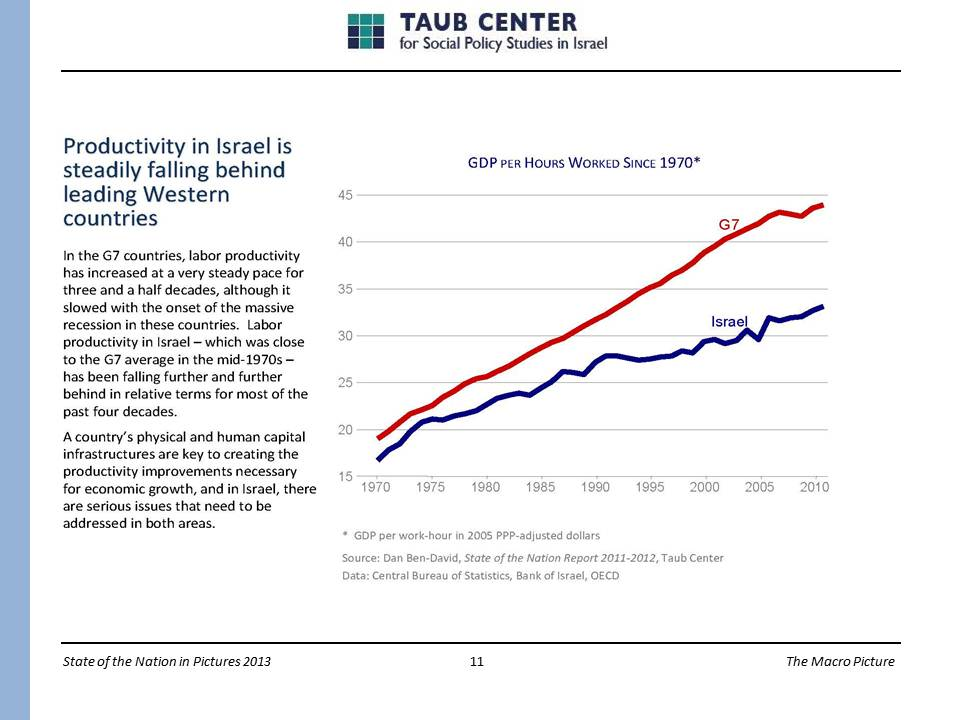 TAUB CENTER
for Social Policy Studies in Israel
Productivity in Israel is
steadily falling behind
leading Western
countries
In the G7 countries, labor productivity
has increased at a very steady pace for
three and a half decades, although it
slowed with the onset of the massive
recession in these countries. Labor
productivity in Israel – which was close
to the G7 average in the mid-1970s –
has been falling further and further
behind in relative terms for most of the
past four decades.
A country's physical and human capital
infrastructures are key to creating the
productivity improvements necessary
for economic growth, and in Israel, there
are serious issues that need to be
addressed in both areas.
GDP PER HOURS WORKED SINCE 1970*
45
40
35
30
25
20
15
G7
Israel
1970 1975 1980 1985 1990 1995 2000 2005 2010
* GDP per work-hour in 2005 PPP-adjusted dollars
Source: Dan Ben-David, State of the Nation Report 2011-2012, Taub Center
Data: Central Bureau of Statistics, Bank of Israel, OECD
State of the Nation in Pictures 2013 11 The Macro Picture